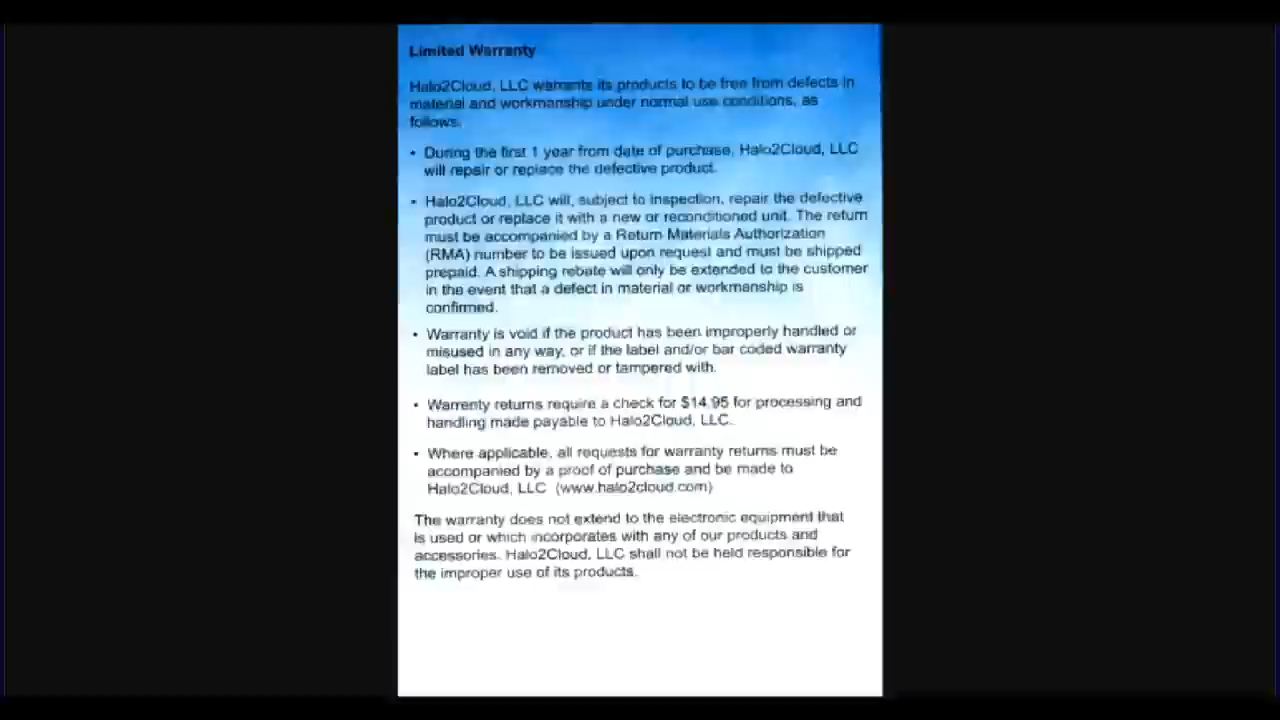 Limited Warranty
Halo2Cloud, LLC warrants its products to be free from defects in
material and workmanship under normal use conditions, as
follows.
• During the first 1 year from date of purchase, Halo2Cloud, LLC
will repair or replace the defective product.
• Halo2Cloud, LLC will, subject to inspection, repair the defective
product or replace it with a new or reconditioned unit. The return
must be accompanied by a Return Materials Authorization
(RMA) number to be issued upon request and must be shipped
prepaid. A shipping rebate will only be extended to the customer
in the event that a defect in material or workmanship is
confirmed.
• Warranty is void if the product has been improperly handled or
misused in any way, or if the label and/or bar coded warranty
label has been removed or tampered with.
• Warrenty returns require a check for $14.95 for processing and
handling made payable to Halo2Cloud, LLC.
• Where applicable, all requests for warranty returns must be
accompanied by a proof of purchase and be made to
Halo2Cloud, LLC (www.halo2cloud.com)
The warranty does not extend to the electronic equipment that
is used or which incorporates with any of our products and
accessories. Halo2Cloud, LLC shall not be held responsible for
the improper use of its products.